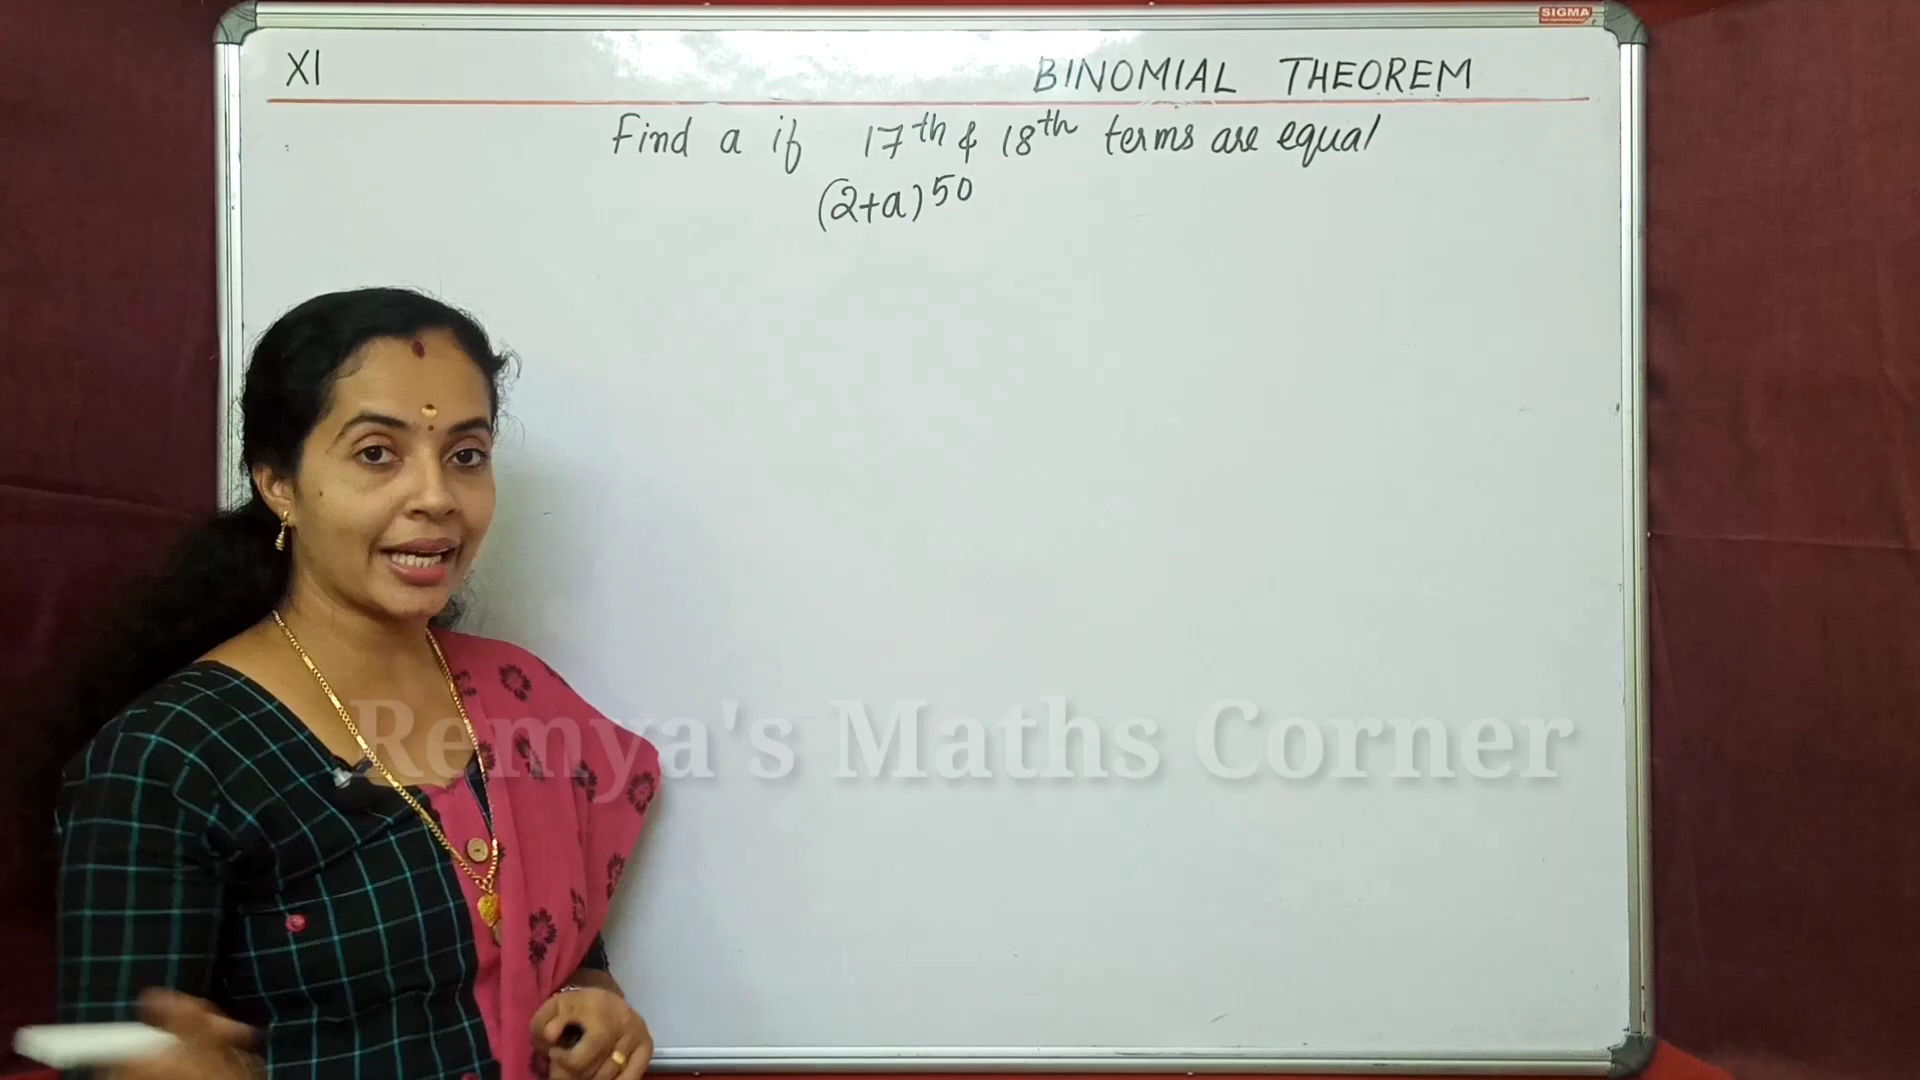 SIGMA
XI BINOMIAL THEOREM
Find a if 17th & 18th terms are equal
(2+a)50
Remya's Maths Corner